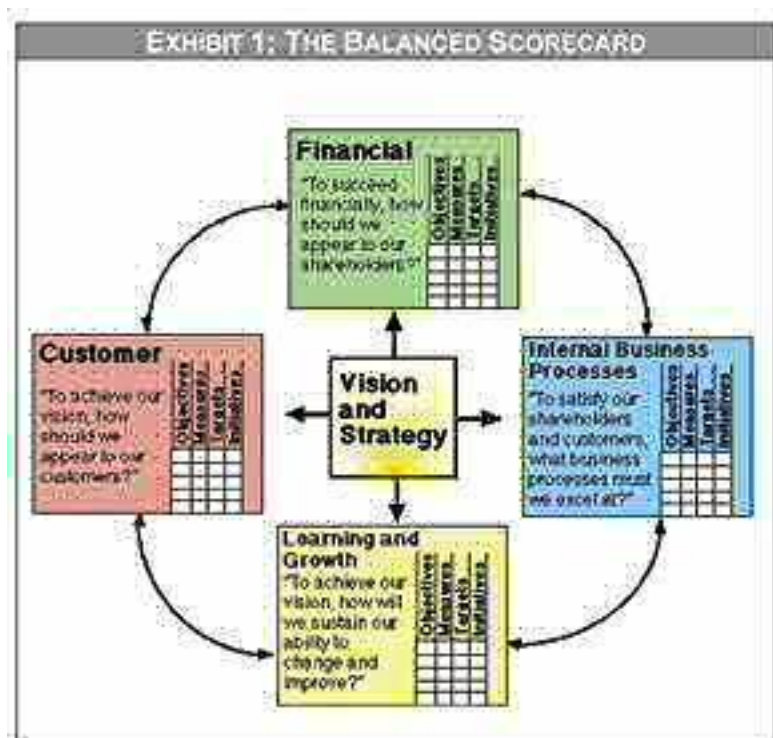 EXHIBIT 1: THE BALANCED SCORECARD
Financial
"To succeed
financially, how
should we
appear to our
shareholders?"
Objectives
Measures
Targets
Initiatives
Customer
"To achieve our
vision, how
should we
appear to our
customers?"
Objectives
Measures
Targets
Initiatives
Vision
and
Strategy
Internal Business
Processes
"To satisfy our
shareholders
and customers,
what business
processes must
we excel at?"
Objectives
Measures
Targets
Initiatives
Learning and
Growth
"To achieve our
vision, how will
we sustain our
ability to
change and
improve?"
Objectives
Measures
Targets
Initiatives